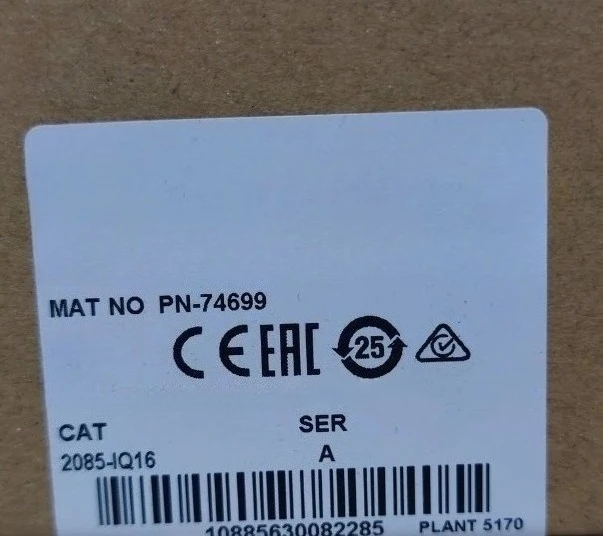 MAT NO PN-74699
CE EAC 25
CAT SER
2085-IQ16 A
10885630082285 PLANT 5170